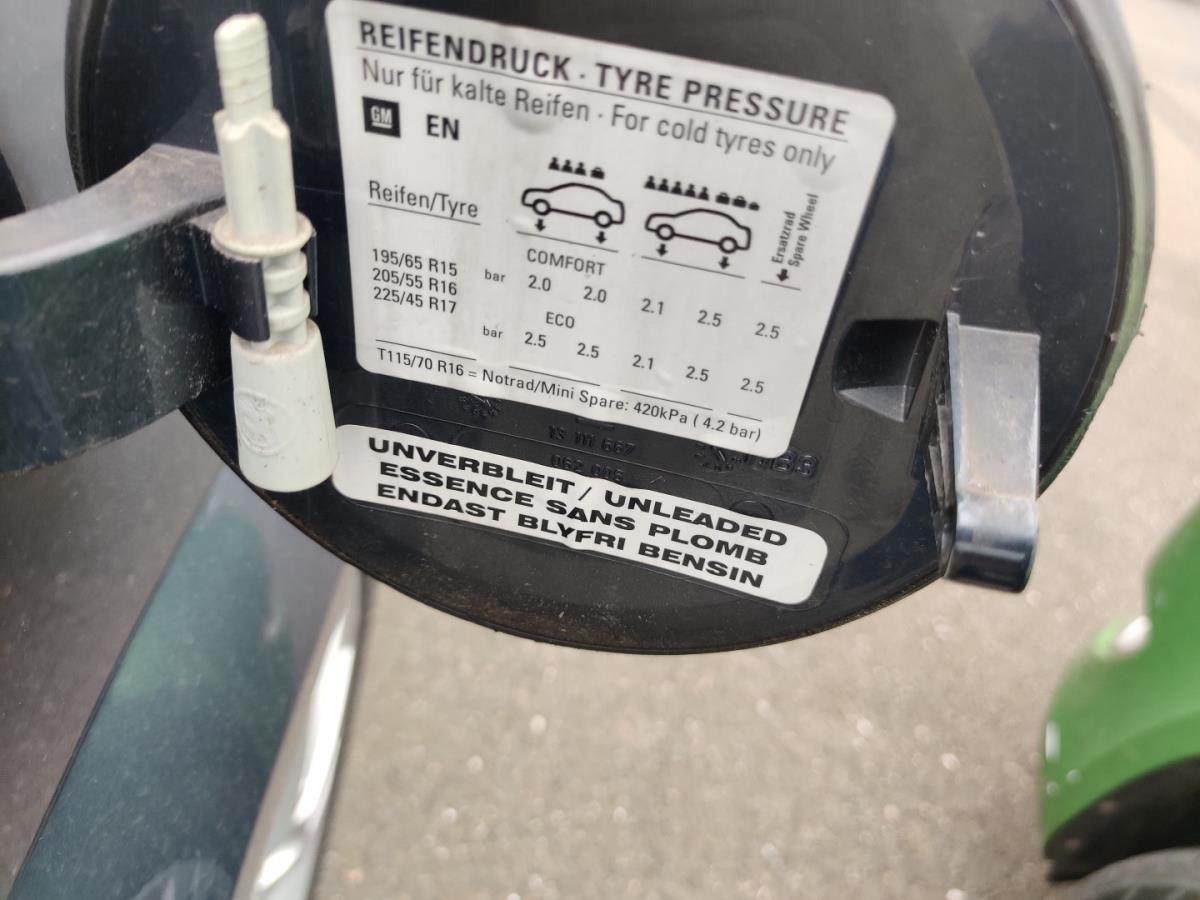 REIFENDRUCK · TYRE PRESSURE
Nur für kalte Reifen · For cold tyres only
GM EN
Reifen/Tyre
Ersatzrad
Spare Wheel
COMFORT
195/65 R15
205/55 R16
225/45 R17
bar 2.0 2.0 2.1 2.5 2.5
ECO
bar 2.5 2.5 2.1 2.5 2.5
T115/70 R16 = Notrad/Mini Spare: 420kPa ( 4.2 bar)
13 111 667
UNVERBLEIT / UNLEADED
ESSENCE SANS PLOMB
ENDAST BLYFRI BENSIN